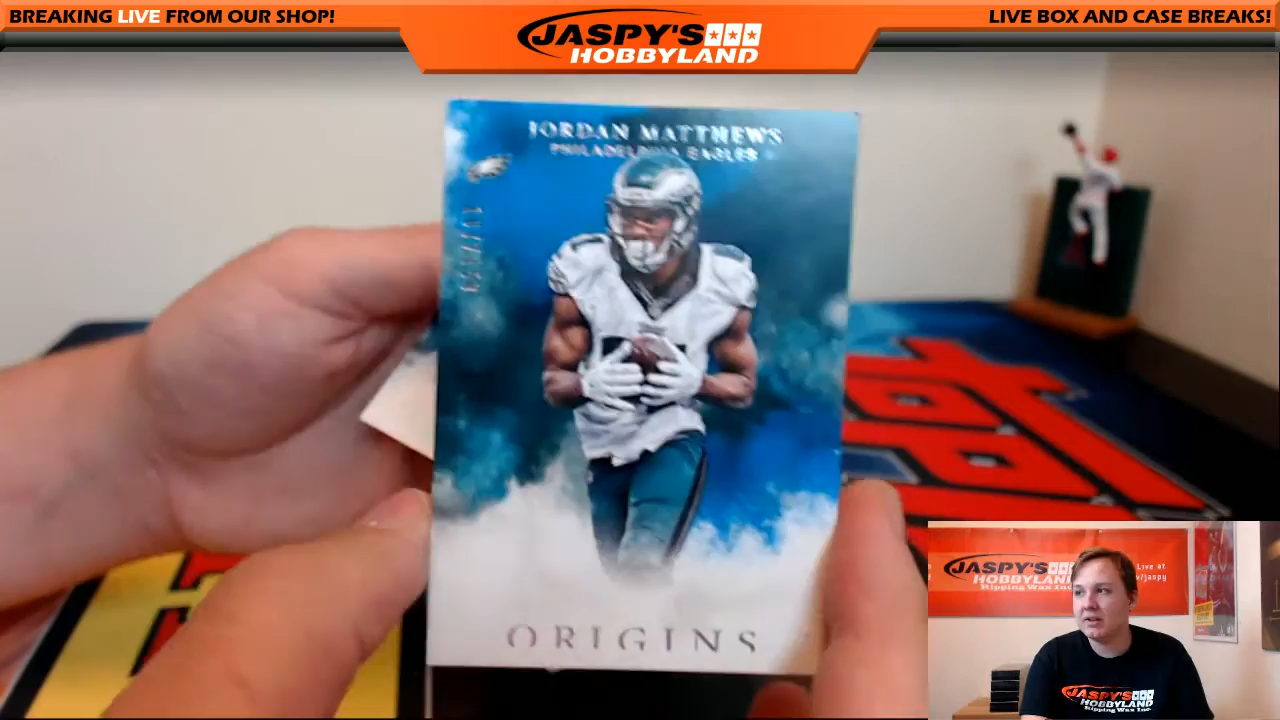 BREAKING LIVE FROM OUR SHOP!
JASPY'S
HOBBYLAND
LIVE BOX AND CASE BREAKS!
JORDAN MATTHEWS
PHILADELPHIA EAGLES
ORIGINS
JASPY'S
HOBBYLAND
Ripping Wax Inc.
Live at
v/jaspy
JASPY'S
HOBBYLAND
Ripping Wax Inc.